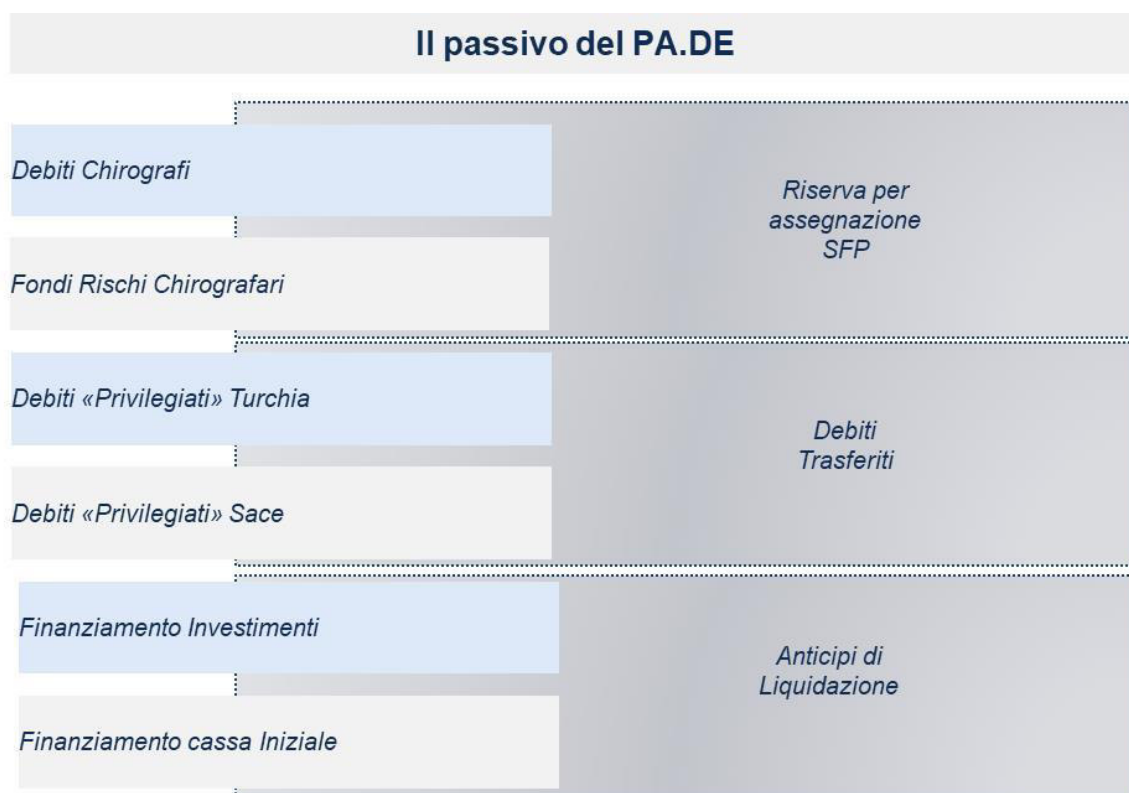 Il passivo del PA.DE
Debiti Chirografi
Fondi Rischi Chirografari
Riserva per
assegnazione
SFP
Debiti «Privilegiati» Turchia
Debiti «Privilegiati» Sace
Debiti
Trasferiti
Finanziamento Investimenti
Finanziamento cassa Iniziale
Anticipi di
Liquidazione